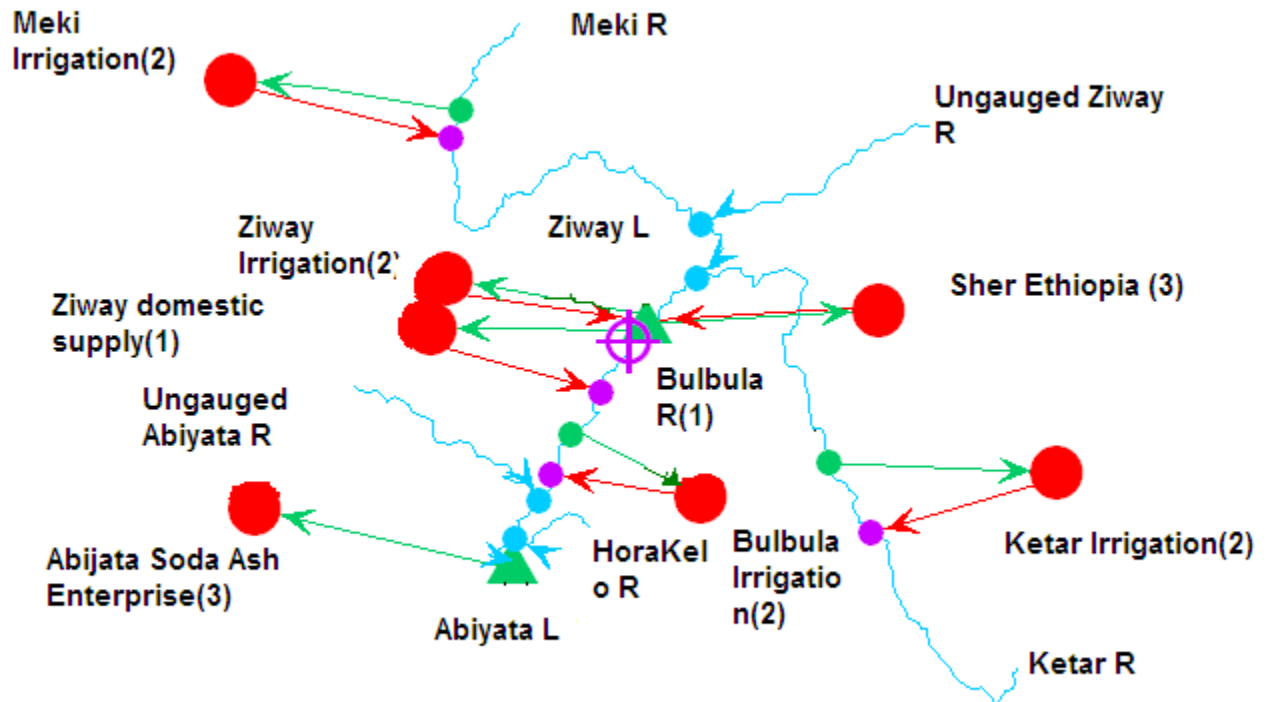 Meki
Irrigation(2)
Meki R
Ungauged Ziway
R
Ziway
Irrigation(2)
Ziway L
Sher Ethiopia (3)
Ziway domestic
supply(1)
Bulbula
R(1)
Ungauged
Abiyata R
Abijata Soda Ash
Enterprise(3)
HoraKel
o R
Bulbula
Irrigatio
n(2)
Ketar Irrigation(2)
Abiyata L
Ketar R